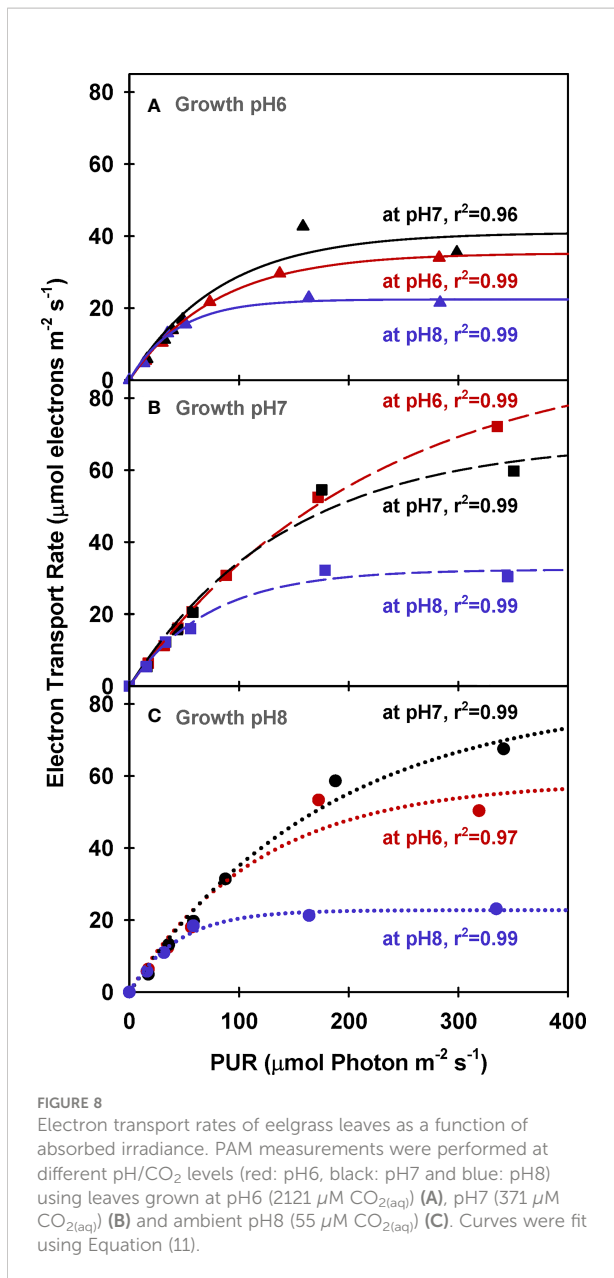 80
60
40
20
0
A Growth pH6
at pH7, r²=0.96
at pH6, r²=0.99
at pH8, r²=0.99
80
60
40
20
0
B Growth pH7
at pH6, r²=0.99
at pH7, r²=0.99
at pH8, r²=0.99
80
60
40
20
0
C Growth pH8
at pH7, r²=0.99
at pH6, r²=0.97
at pH8, r²=0.99
Electron Transport Rate (µmol electrons m⁻² s⁻¹)
0 100 200 300 400
PUR (µmol Photon m⁻² s⁻¹)
FIGURE 8
Electron transport rates of eelgrass leaves as a function of
absorbed irradiance. PAM measurements were performed at
different pH/CO₂ levels (red: pH6, black: pH7 and blue: pH8)
using leaves grown at pH6 (2121 µM CO₂₍aq₎) (A), pH7 (371 µM
CO₂₍aq₎) (B) and ambient pH8 (55 µM CO₂₍aq₎) (C). Curves were fit
using Equation (11).